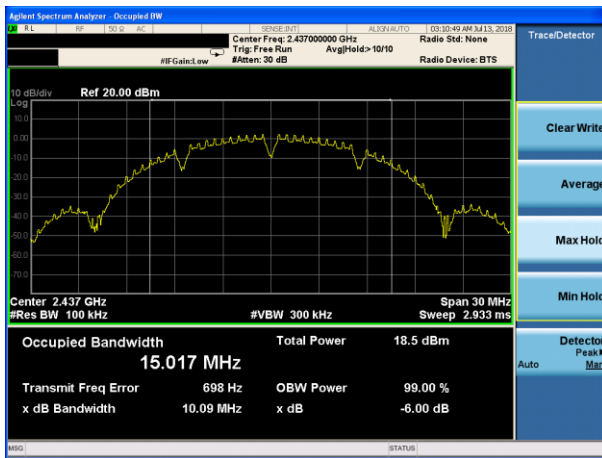 Agilent Spectrum Analyzer - Occupied BW
RL RF 50 Ω AC SENSE:INT ALIGN AUTO 03:10:49 AM Jul 13, 2018
Center Freq: 2.437000000 GHz Radio Std: None
Trig: Free Run Avg|Hold:>10/10
#IFGain:Low #Atten: 30 dB Radio Device: BTS
Trace/Detector
10 dB/div Ref 20.00 dBm
Log
10.0
0.00
-10.0
-20.0
-30.0
-40.0
-50.0
-60.0
-70.0
Clear Write
Average
Max Hold
Min Hold
Center 2.437 GHz Span 30 MHz
#Res BW 100 kHz #VBW 300 kHz Sweep 2.933 ms
Occupied Bandwidth Total Power 18.5 dBm
15.017 MHz
Transmit Freq Error 698 Hz OBW Power 99.00 %
x dB Bandwidth 10.09 MHz x dB -6.00 dB
Detector
Peak
Auto Man
MSG STATUS